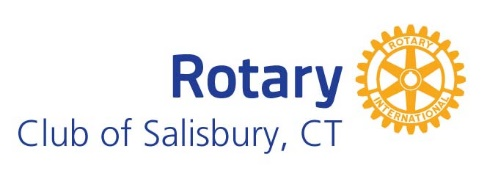 Rotary
Club of Salisbury, CT
ROTARY
INTERNATIONAL